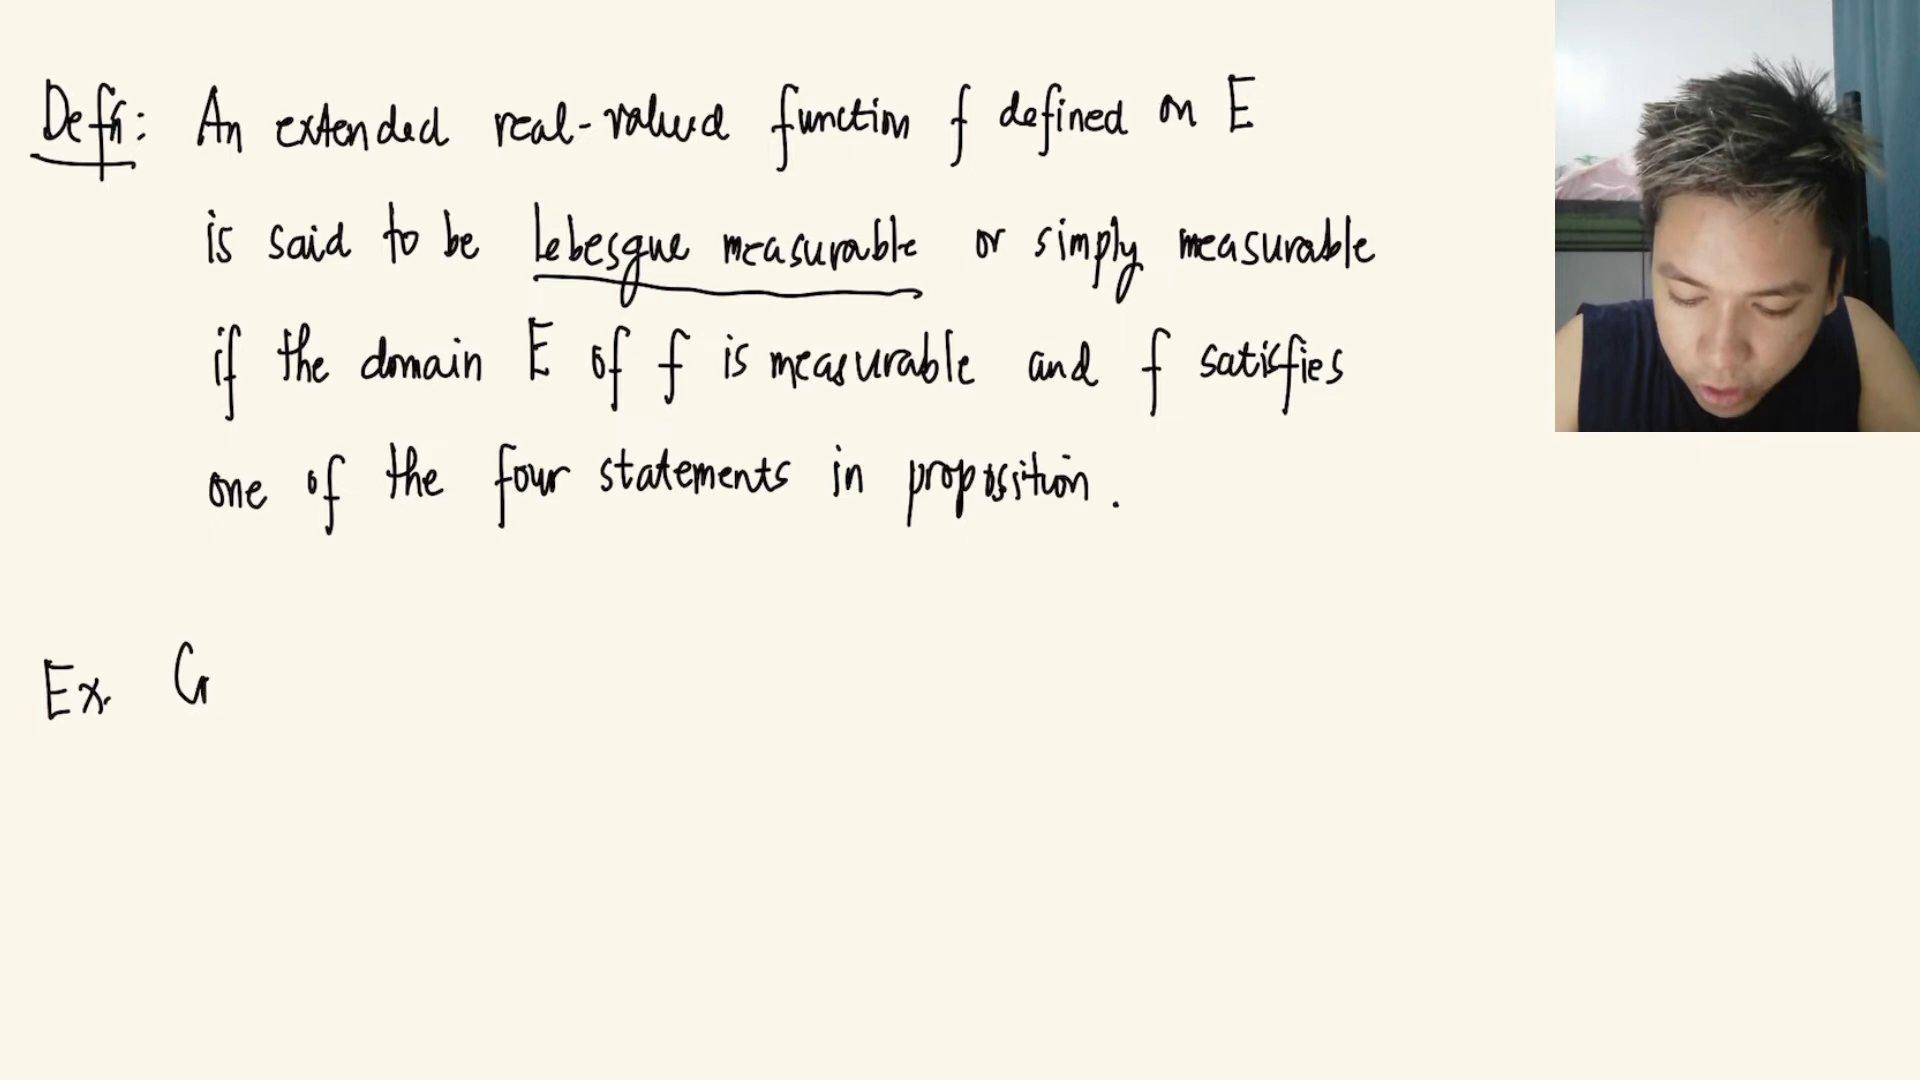 Defn: An extended real-valued function f defined on E
is said to be Lebesgue measurable or simply measurable
if the domain E of f is measurable and f satisfies
one of the four statements in proposition.
Ex. G